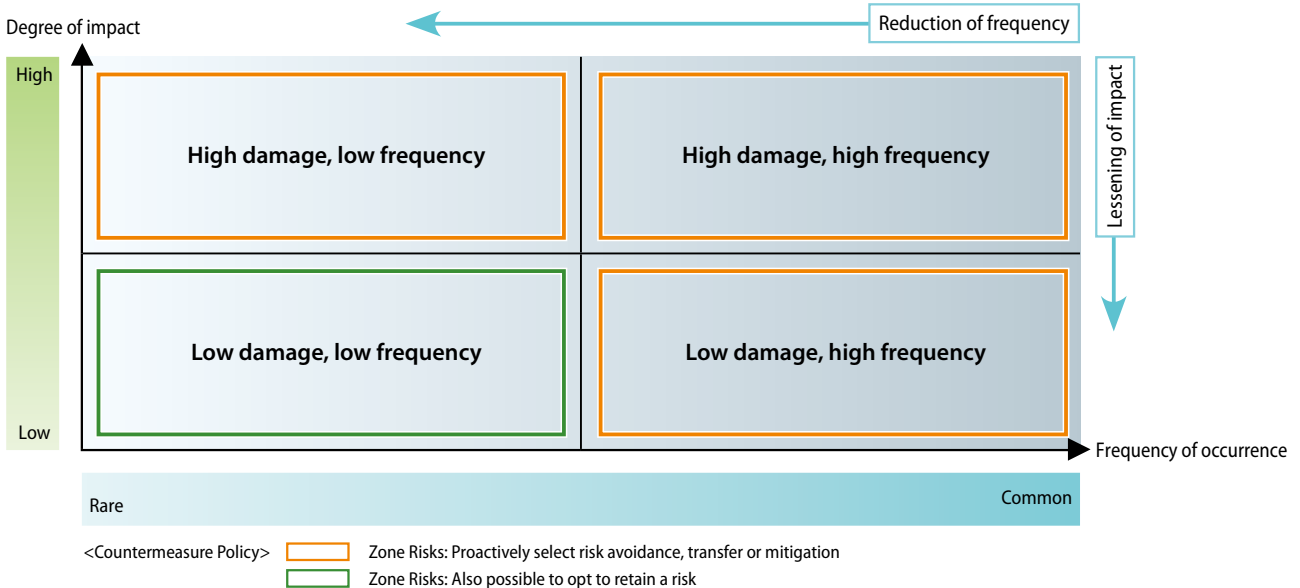 Degree of impact
Reduction of frequency
High
Lessening of impact
High damage, low frequency
High damage, high frequency
Low damage, low frequency
Low damage, high frequency
Low
Frequency of occurrence
Rare
Common
<Countermeasure Policy>
Zone Risks: Proactively select risk avoidance, transfer or mitigation
Zone Risks: Also possible to opt to retain a risk